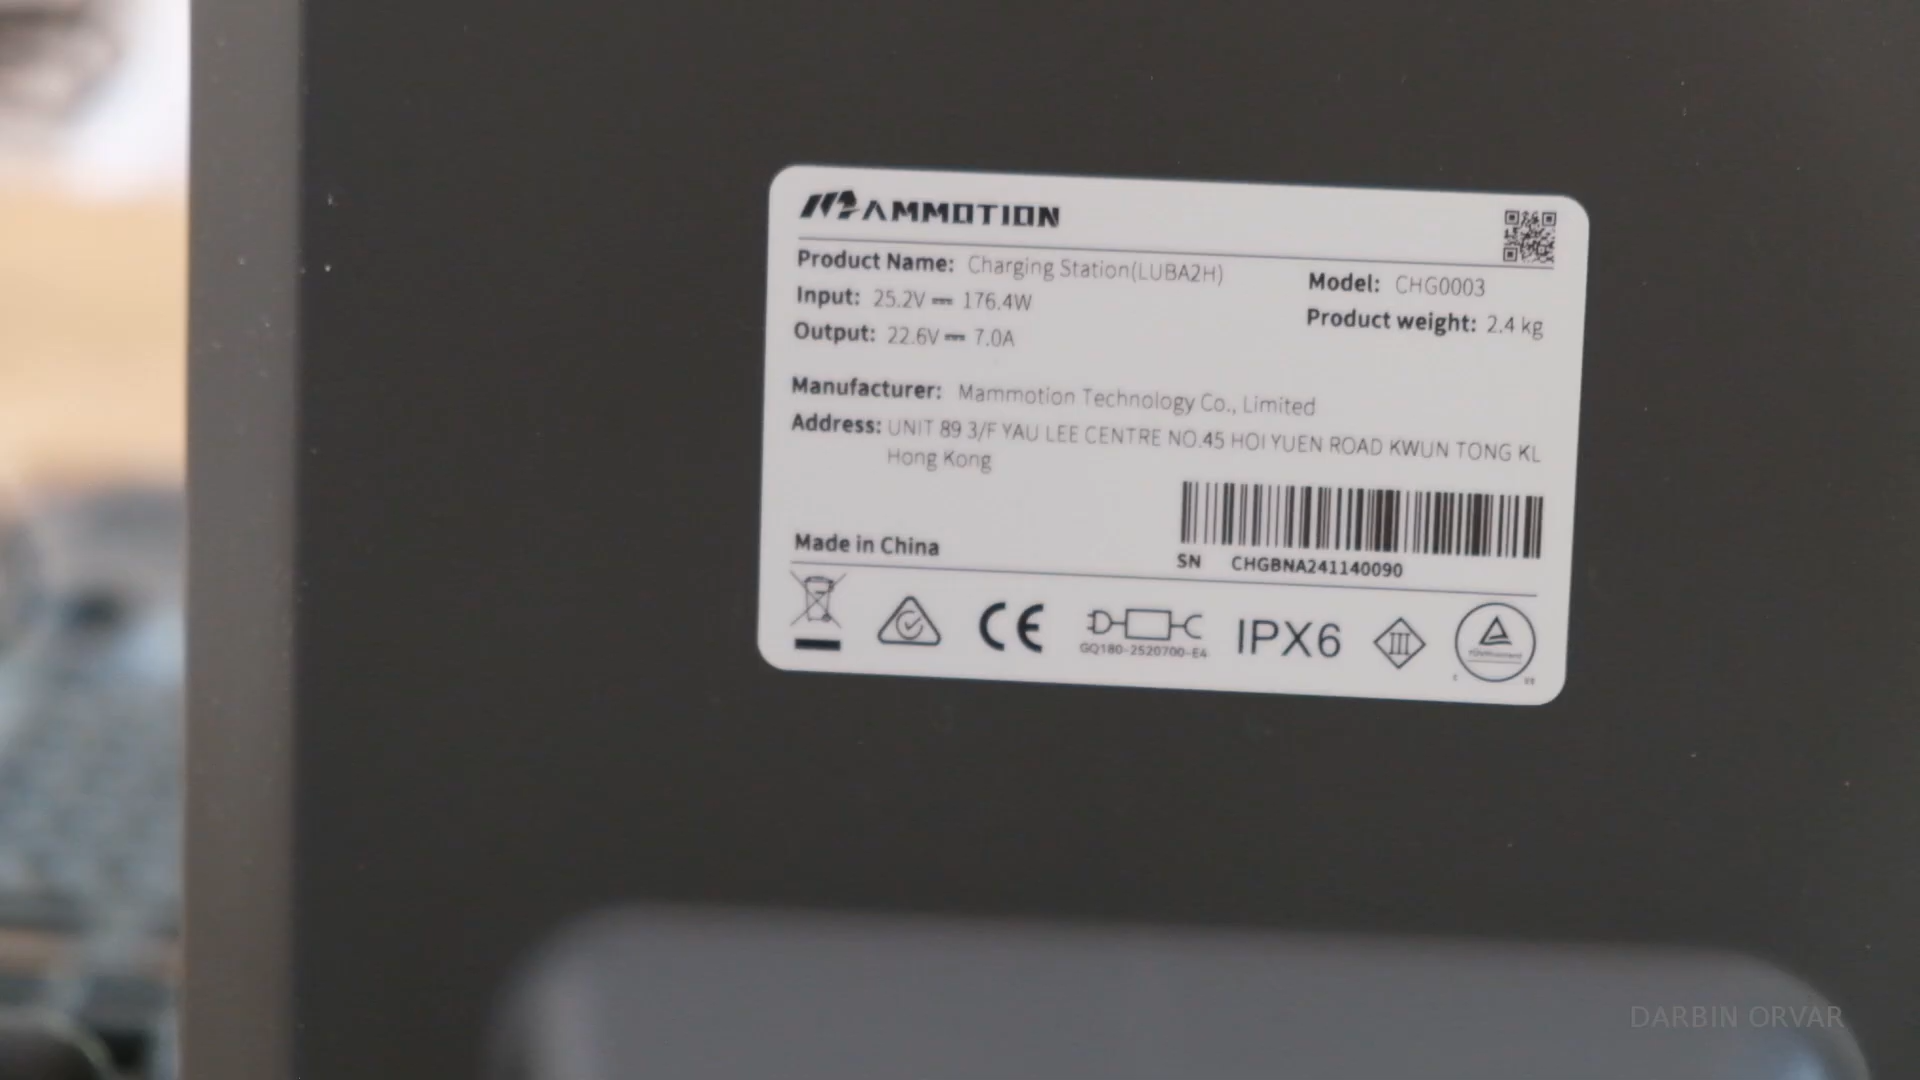 MAMMOTION
Product Name: Charging Station(LUBA2H)
Model: CHG0003
Input: 25.2V⎓176.4W
Product weight: 2.4 kg
Output: 22.6V⎓7.0A
Manufacturer: Mammotion Technology Co., Limited
Address: UNIT 89 3/F YAU LEE CENTRE NO.45 HOI YUEN ROAD KWUN TONG KL
Hong Kong
Made in China
SN CHGBNA241140090
CE
GQ180-2520700-E4
IPX6
III
DARBIN ORVAR